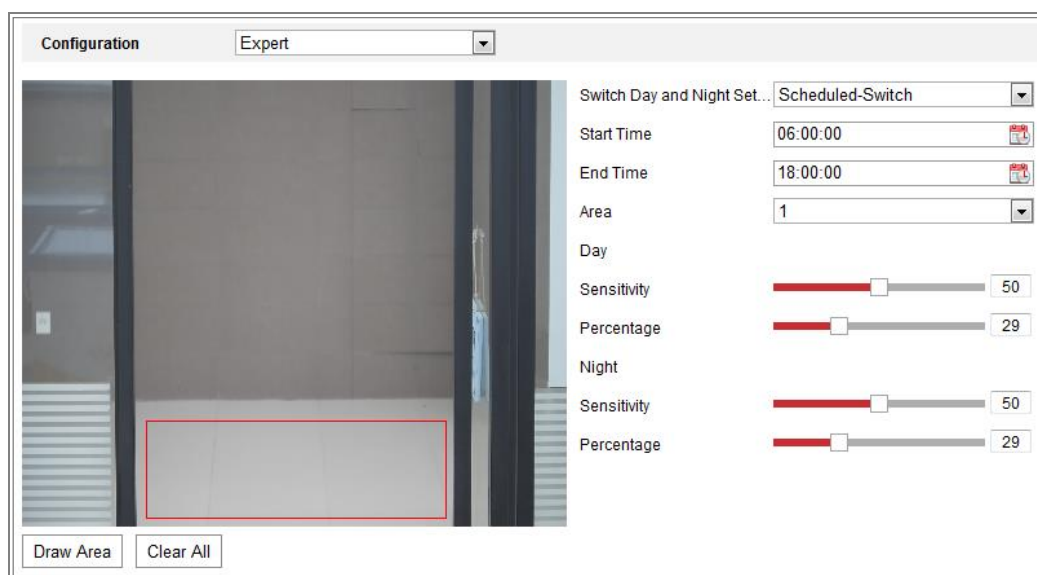 Configuration Expert
Switch Day and Night Set... Scheduled-Switch
Start Time 06:00:00
End Time 18:00:00
Area 1
Day
Sensitivity 50
Percentage 29
Night
Sensitivity 50
Percentage 29
Draw Area Clear All